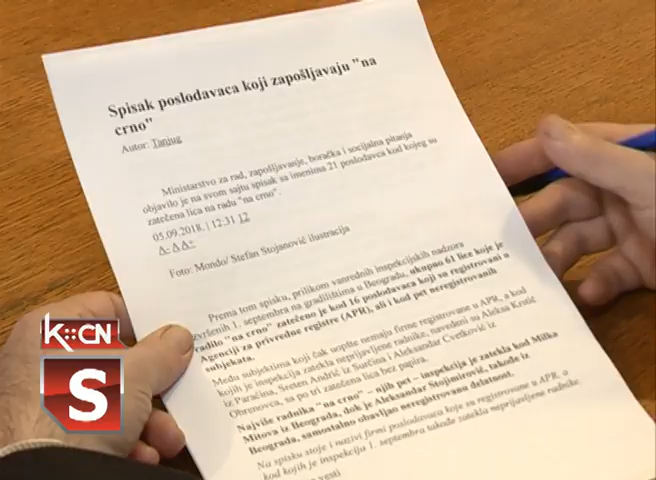 Spisak poslodavaca koji zapošljavaju "na
crno"
Autor: Tanjug
Ministarstvo za rad, zapošljavanje, boračka i socijalna pitanja
objavilo je na svom sajtu spisak sa imenima 21 poslodavca kod kojeg su
zatečena lica na radu "na crno".
05.09.2018. | 12:31 12
A- A A+
Foto: Mondo/ Stefan Stojanović ilustracija
Prema tom spisku, prilikom vanrednih inspekcijskih nadzora
izvršenih 1. septembra na gradilištima u Beogradu, ukupno 61 lice koje je
radilo "na crno" zatečeno je kod 16 poslodavaca koji su registrovani u
Agenciji za privredne registre (APR), ali i kod pet neregistrovanih
subjekata.
Među subjektima koji čak uopšte nemaju firme registrovane u APR, a kod
kojih je inspekcija zatekla neprijavljene radnike, navedeni su Aleksa Krstić
iz Paraćina, Sreten Andrić iz Surčina i Aleksandar Cvetković iz
Obrenovca, sa po tri zatečena lica bez papira.
Najviše radnika "na crno" – njih pet – inspekcija je zatekla kod Milka
Mitova iz Beograda, dok je Aleksandar Stojmirović, takođe iz
Beograda, samostalno obavljao neregistrovanu delatnost.
Na spisku stoje i nazivi firmi poslodavaca koje su registrovane u APR, a
kod kojih je inspekcija 1. septembra takođe zatekla neprijavljene radnike.
vesti
K::CN
S